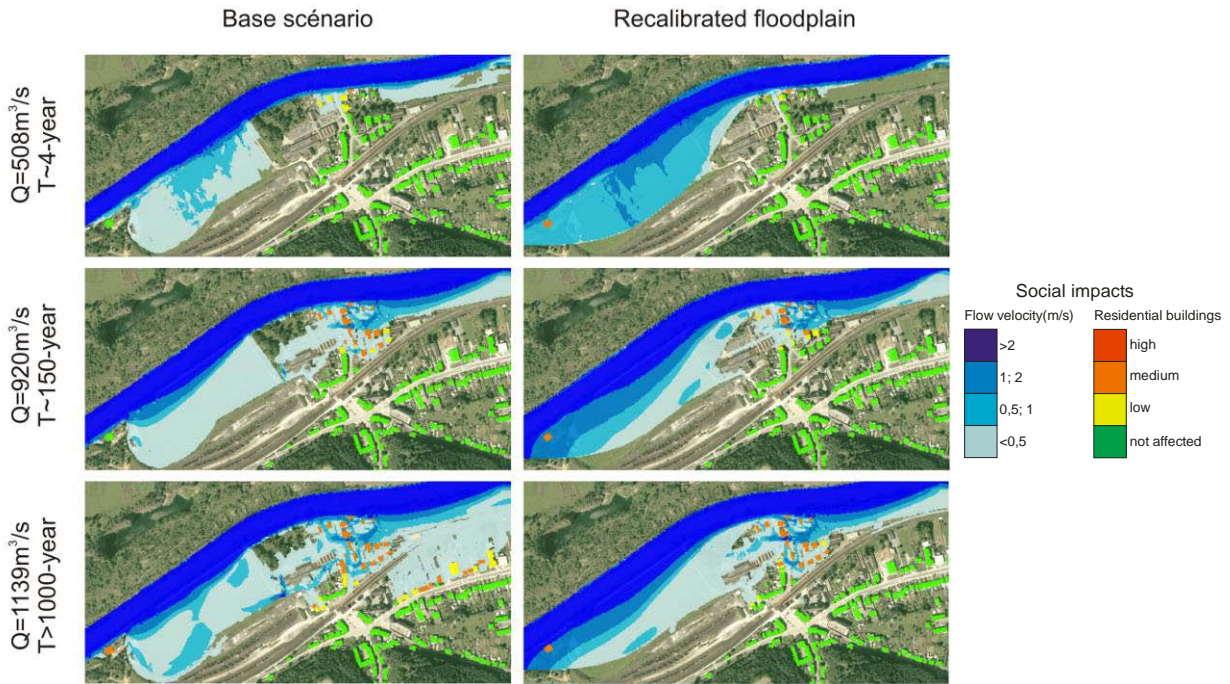 Base scénario
Recalibrated floodplain
Q=508m³/s
T~4-year
Q=920m³/s
T~150-year
Q=1139m³/s
T>1000-year
Social impacts
Flow velocity(m/s)
Residential buildings
>2
high
1; 2
medium
0,5; 1
low
<0,5
not affected